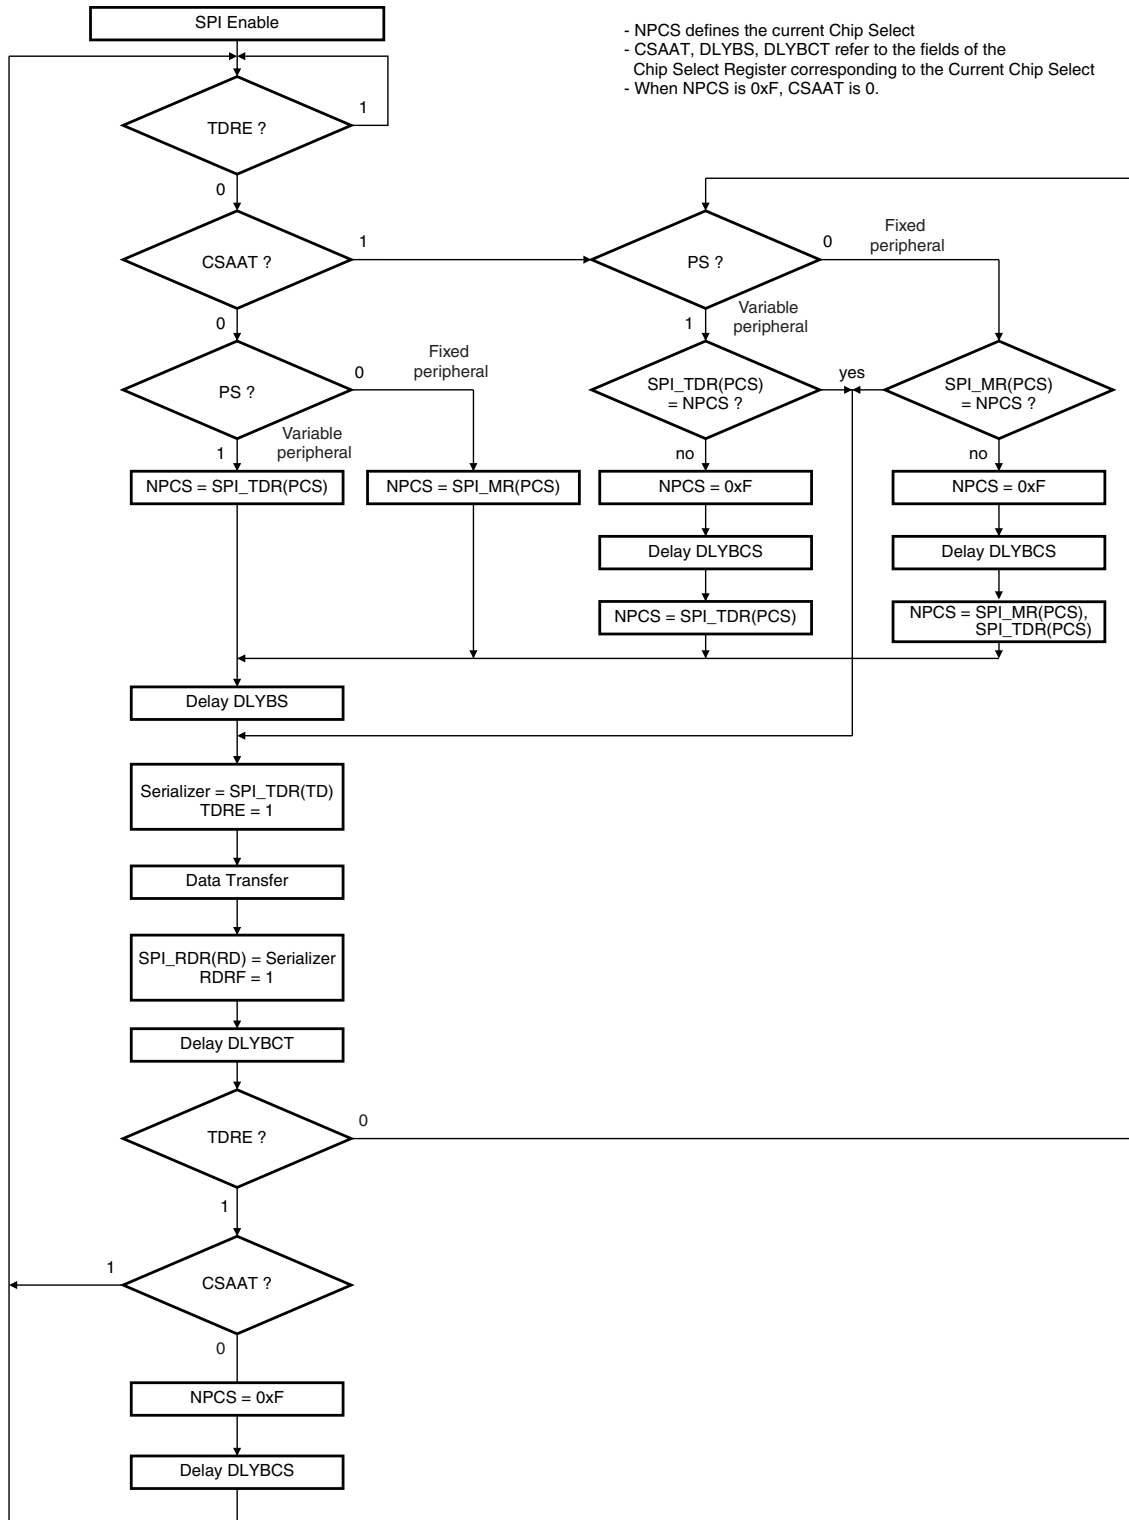 SPI Enable
- NPCS defines the current Chip Select
- CSAAT, DLYBS, DLYBCT refer to the fields of the
Chip Select Register corresponding to the Current Chip Select
- When NPCS is 0xF, CSAAT is 0.
1
TDRE ?
0
1
CSAAT ?
0
PS ?
0
Fixed
peripheral
1
Variable
peripheral
0
PS ?
0
Fixed
peripheral
1
Variable
peripheral
SPI_TDR(PCS)
= NPCS ?
yes
SPI_MR(PCS)
= NPCS ?
no
no
NPCS = SPI_TDR(PCS)
NPCS = SPI_MR(PCS)
NPCS = 0xF
NPCS = 0xF
Delay DLYBCS
Delay DLYBCS
NPCS = SPI_TDR(PCS)
NPCS = SPI_MR(PCS),
SPI_TDR(PCS)
Delay DLYBS
Serializer = SPI_TDR(TD)
TDRE = 1
Data Transfer
SPI_RDR(RD) = Serializer
RDRF = 1
Delay DLYBCT
TDRE ?
0
1
CSAAT ?
1
0
NPCS = 0xF
Delay DLYBCS